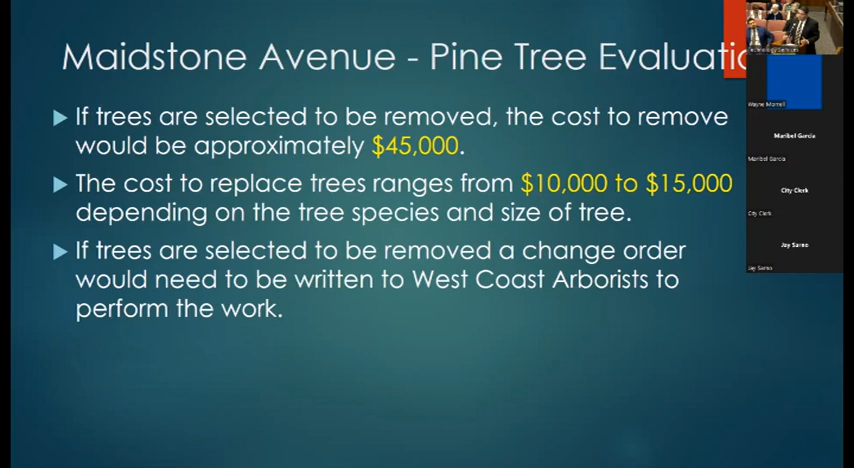 Maidstone Avenue - Pine Tree Evaluatio
If trees are selected to be removed, the cost to remove
would be approximately $45,000.
The cost to replace trees ranges from $10,000 to $15,000
depending on the tree species and size of tree.
If trees are selected to be removed a change order
would need to be written to West Coast Arborists to
perform the work.
Technology Services
Wayne Morrell
Maribel Garcia
Maribel Garcia
City Clerk
City Clerk
Jay Sarno
Jay Sarno